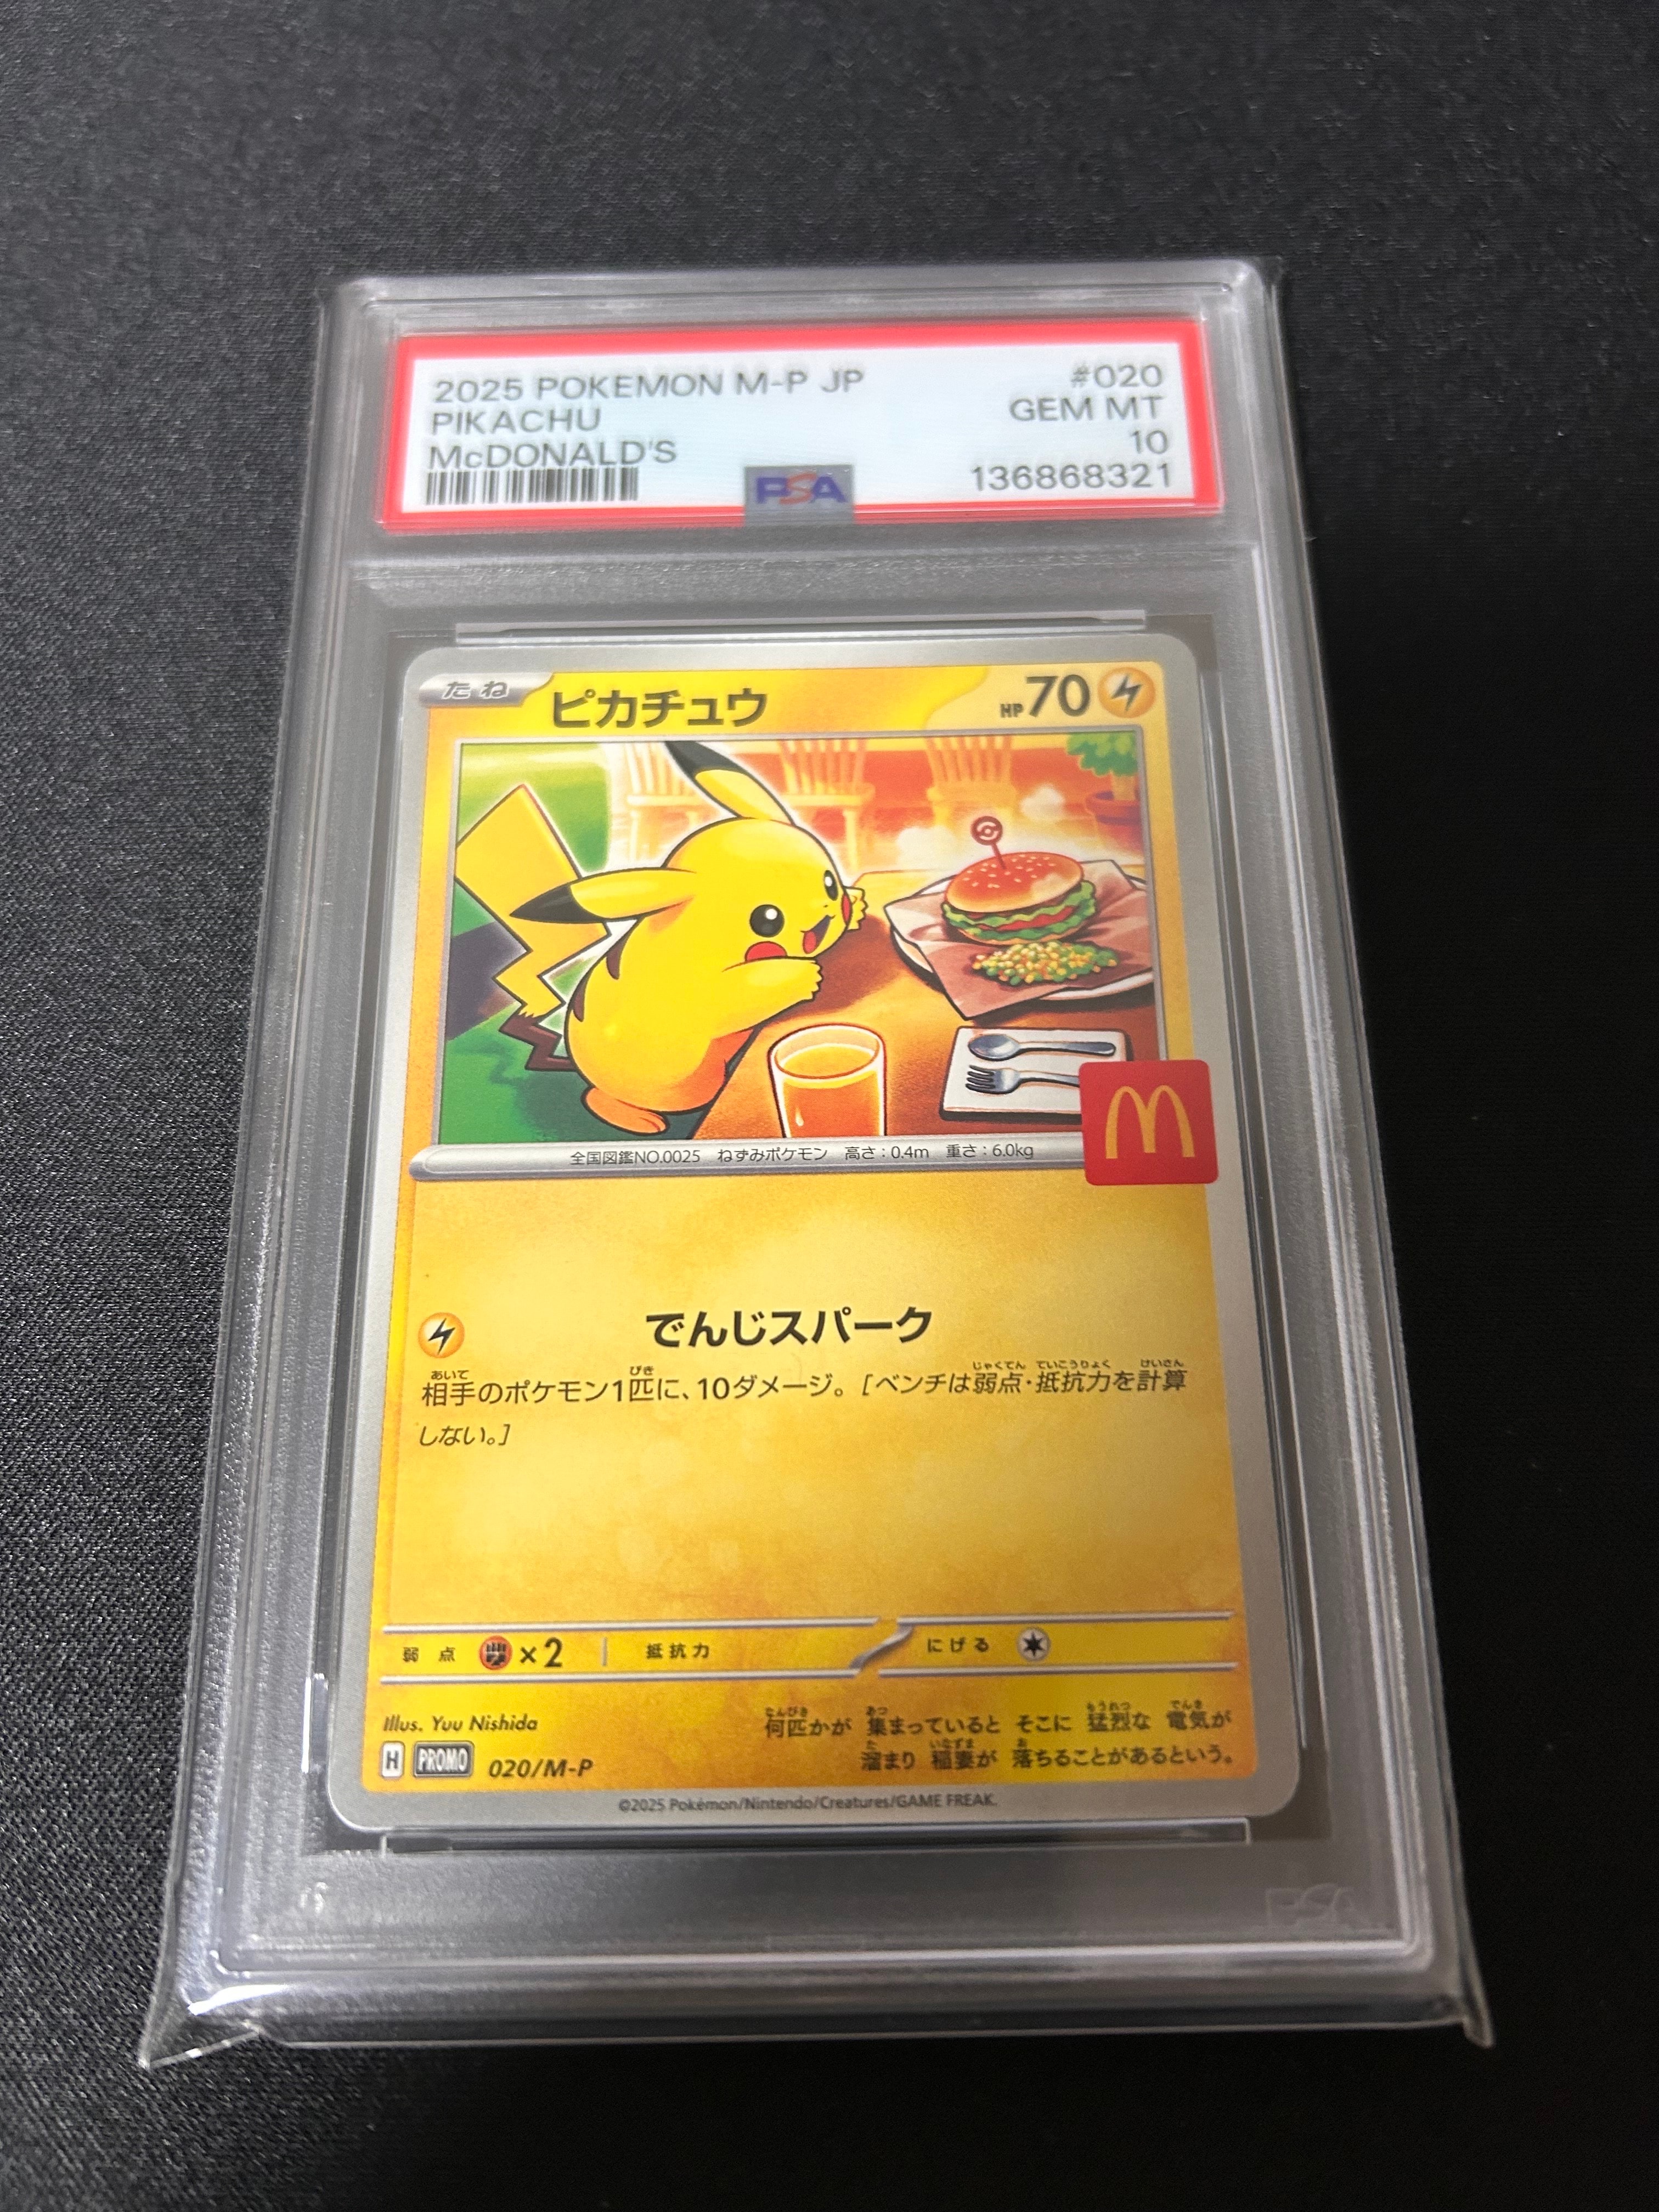 2025 POKEMON M-P JP #020
PIKACHU GEM MT
McDONALD'S 10
PSA 136868321
たね ピカチュウ HP70
全国図鑑NO.0025 ねずみポケモン 高さ:0.4m 重さ:6.0kg
でんじスパーク
相手のポケモン1匹に、10ダメージ。[ベンチは弱点・抵抗力を計算
しない。]
弱点 ×2 抵抗力 にげる
Illus. Yuu Nishida
何匹かが 集まっていると そこに 猛烈な 電気が
溜まり 稲妻が 落ちることがあるという。
H PROMO 020/M-P
©2025 Pokémon/Nintendo/Creatures/GAME FREAK.
PSA